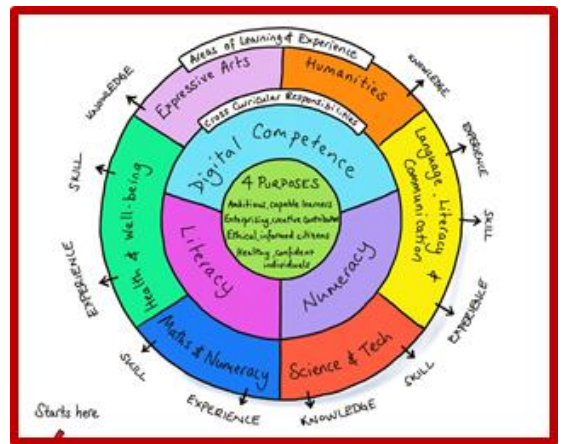 Areas of Learning & Experience
Expressive Arts
Humanities
Cross Curricular Responsibilities
Digital Competence
Language, Literacy &
Communication
Health & Well-being
4 PURPOSES
Ambitious, capable learners
Enterprising, creative contributors
Ethical, informed citizens
Healthy, confident
individuals
Literacy
Numeracy
Maths & Numeracy
Science & Tech
KNOWLEDGE
KNOWLEDGE
EXPERIENCE
SKILL
SKILL
EXPERIENCE
EXPERIENCE
SKILL
SKILL
EXPERIENCE
KNOWLEDGE
Starts here